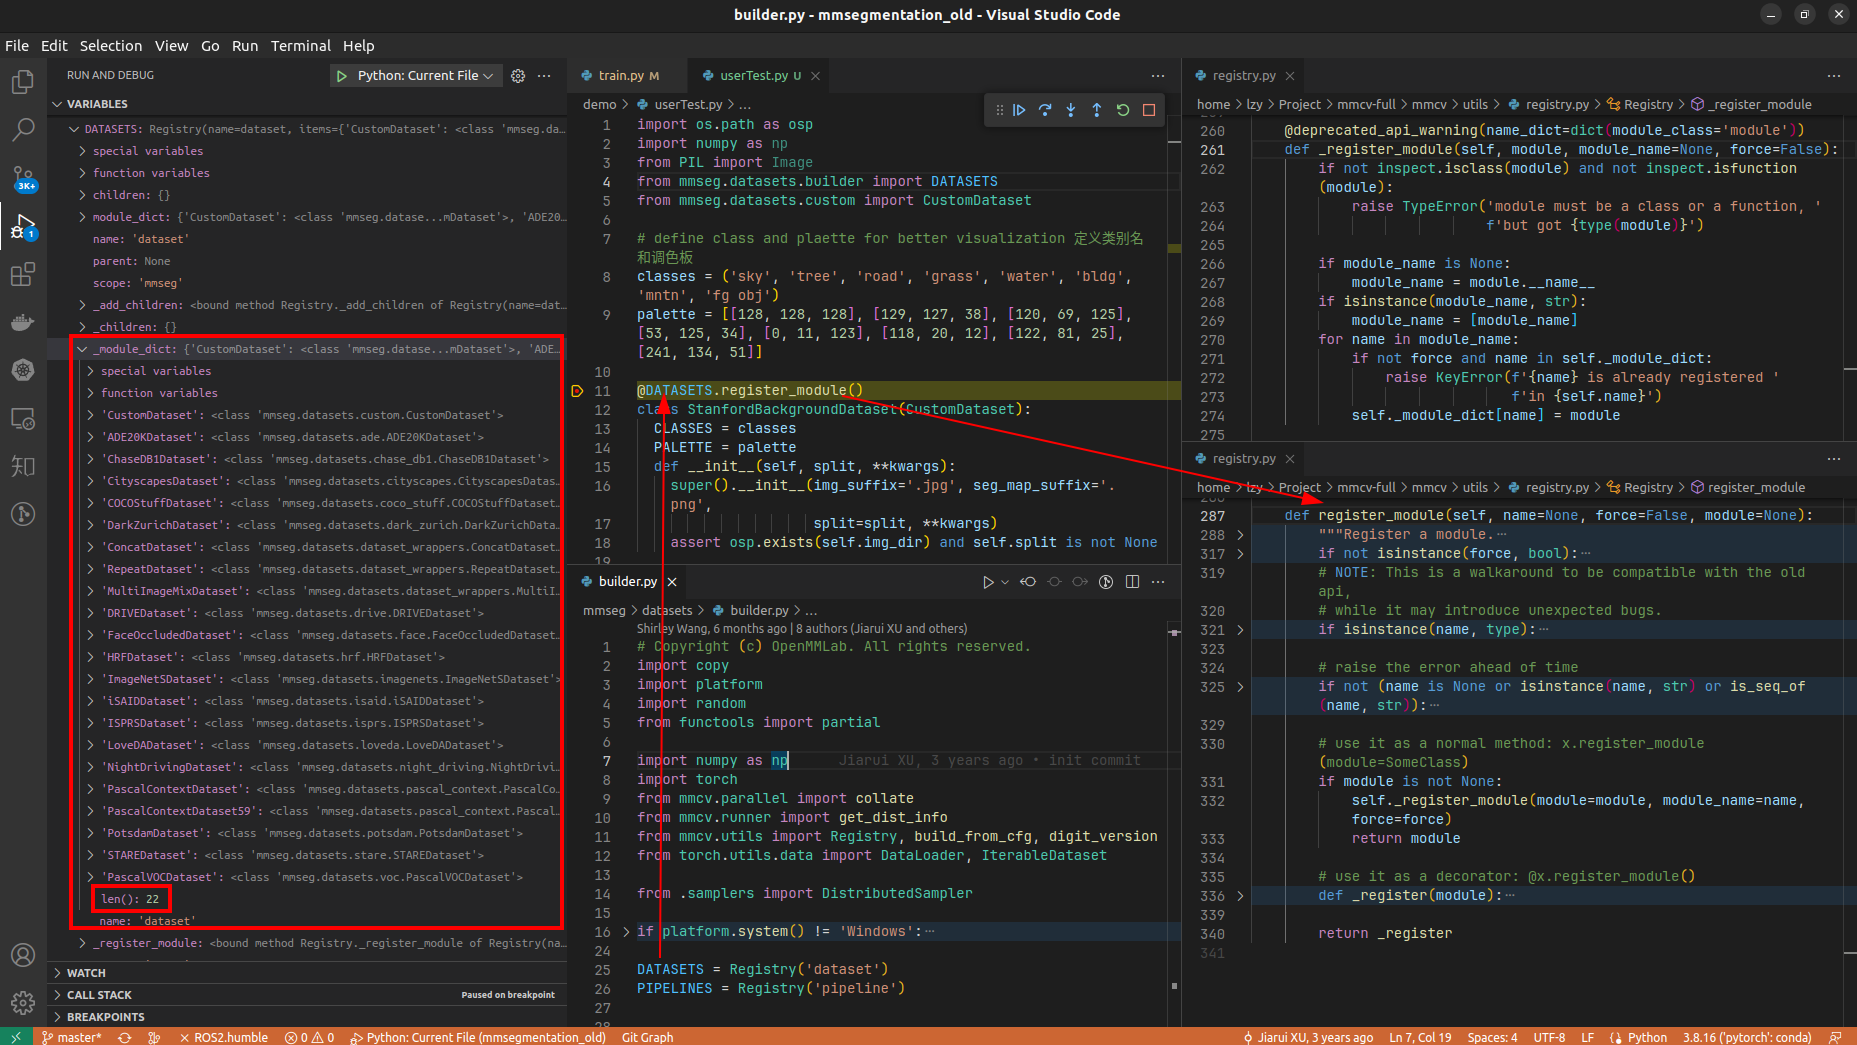 builder.py - mmsegmentation_old - Visual Studio Code
File Edit Selection View Go Run Terminal Help
RUN AND DEBUG
Python: Current File
VARIABLES
DATASETS: Registry(name=dataset, items={'CustomDataset': <class 'mmseg.da…
special variables
function variables
children: {}
module_dict: {'CustomDataset': <class 'mmseg.datase...mDataset'>, 'ADE20…
name: 'dataset'
parent: None
scope: 'mmseg'
_add_children: <bound method Registry._add_children of Registry(name=dat…
_children: {}
_module_dict: {'CustomDataset': <class 'mmseg.datase...mDataset'>, 'ADE…
special variables
function variables
'CustomDataset': <class 'mmseg.datasets.custom.CustomDataset'>
'ADE20KDataset': <class 'mmseg.datasets.ade.ADE20KDataset'>
'ChaseDB1Dataset': <class 'mmseg.datasets.chase_db1.ChaseDB1Dataset'>
'CityscapesDataset': <class 'mmseg.datasets.cityscapes.CityscapesDatas…
'COCOStuffDataset': <class 'mmseg.datasets.coco_stuff.COCOStuffDataset…
'DarkZurichDataset': <class 'mmseg.datasets.dark_zurich.DarkZurichData…
'ConcatDataset': <class 'mmseg.datasets.dataset_wrappers.ConcatDataset…
'RepeatDataset': <class 'mmseg.datasets.dataset_wrappers.RepeatDataset…
'MultiImageMixDataset': <class 'mmseg.datasets.dataset_wrappers.MultiI…
'DRIVEDataset': <class 'mmseg.datasets.drive.DRIVEDataset'>
'FaceOccludedDataset': <class 'mmseg.datasets.face.FaceOccludedDataset…
'HRFDataset': <class 'mmseg.datasets.hrf.HRFDataset'>
'ImageNetSDataset': <class 'mmseg.datasets.imagenets.ImageNetSDataset'>
'iSAIDDataset': <class 'mmseg.datasets.isaid.iSAIDDataset'>
'ISPRSDataset': <class 'mmseg.datasets.isprs.ISPRSDataset'>
'LoveDADataset': <class 'mmseg.datasets.loveda.LoveDADataset'>
'NightDrivingDataset': <class 'mmseg.datasets.night_driving.NightDrivi…
'PascalContextDataset': <class 'mmseg.datasets.pascal_context.PascalCo…
'PascalContextDataset59': <class 'mmseg.datasets.pascal_context.Pascal…
'PotsdamDataset': <class 'mmseg.datasets.potsdam.PotsdamDataset'>
'STAREDataset': <class 'mmseg.datasets.stare.STAREDataset'>
'PascalVOCDataset': <class 'mmseg.datasets.voc.PascalVOCDataset'>
len(): 22
name: 'dataset'
_register_module: <bound method Registry._register_module of Registry(na…
WATCH
CALL STACK Paused on breakpoint
BREAKPOINTS
3K+
1
知
train.py M userTest.py U
demo > userTest.py > ...
1 import os.path as osp
2 import numpy as np
3 from PIL import Image
4 from mmseg.datasets.builder import DATASETS
5 from mmseg.datasets.custom import CustomDataset
6
7 # define class and plaette for better visualization 定义类别名
和调色板
8 classes = ('sky', 'tree', 'road', 'grass', 'water', 'bldg',
'mntn', 'fg obj')
9 palette = [[128, 128, 128], [129, 127, 38], [120, 69, 125],
[53, 125, 34], [0, 11, 123], [118, 20, 12], [122, 81, 25],
[241, 134, 51]]
10
11 @DATASETS.register_module()
12 class StanfordBackgroundDataset(CustomDataset):
13 CLASSES = classes
14 PALETTE = palette
15 def __init__(self, split, **kwargs):
16 super().__init__(img_suffix='.jpg', seg_map_suffix='.
png',
17 split=split, **kwargs)
18 assert osp.exists(self.img_dir) and self.split is not None
19
builder.py
mmseg > datasets > builder.py > ...
Shirley Wang, 6 months ago | 8 authors (Jiarui XU and others)
1 # Copyright (c) OpenMMLab. All rights reserved.
2 import copy
3 import platform
4 import random
5 from functools import partial
6
7 import numpy as np Jiarui XU, 3 years ago • init commit
8 import torch
9 from mmcv.parallel import collate
10 from mmcv.runner import get_dist_info
11 from mmcv.utils import Registry, build_from_cfg, digit_version
12 from torch.utils.data import DataLoader, IterableDataset
13
14 from .samplers import DistributedSampler
15
16 if platform.system() != 'Windows':…
24
25 DATASETS = Registry('dataset')
26 PIPELINES = Registry('pipeline')
27
28
registry.py
home > lzy > Project > mmcv-full > mmcv > utils > registry.py > Registry > _register_module
260 @deprecated_api_warning(name_dict=dict(module_class='module'))
261 def _register_module(self, module, module_name=None, force=False):
262 if not inspect.isclass(module) and not inspect.isfunction
(module):
263 raise TypeError('module must be a class or a function, '
264 f'but got {type(module)}')
265
266 if module_name is None:
267 module_name = module.__name__
268 if isinstance(module_name, str):
269 module_name = [module_name]
270 for name in module_name:
271 if not force and name in self._module_dict:
272 raise KeyError(f'{name} is already registered '
273 f'in {self.name}')
274 self._module_dict[name] = module
275
registry.py
home > lzy > Project > mmcv-full > mmcv > utils > registry.py > Registry > register_module
287 def register_module(self, name=None, force=False, module=None):
288 """Register a module.…
317 if not isinstance(force, bool):…
319 # NOTE: This is a walkaround to be compatible with the old
api,
320 # while it may introduce unexpected bugs.
321 if isinstance(name, type):…
323
324 # raise the error ahead of time
325 if not (name is None or isinstance(name, str) or is_seq_of
(name, str)):…
329
330 # use it as a normal method: x.register_module
(module=SomeClass)
331 if module is not None:
332 self._register_module(module=module, module_name=name,
force=force)
333 return module
334
335 # use it as a decorator: @x.register_module()
336 def _register(module):…
339
340 return _register
341
master* ROS2.humble 0 0 Python: Current File (mmsegmentation_old) Git Graph Jiarui XU, 3 years ago Ln 7, Col 19 Spaces: 4 UTF-8 LF Python 3.8.16 ('pytorch': conda)